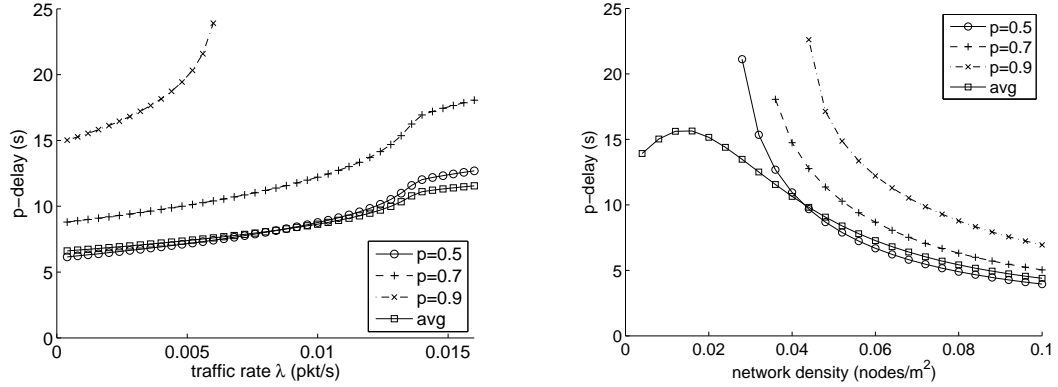 25
20
15
10
5
0
p−delay (s)
0
0.005
0.01
0.015
traffic rate λ (pkt/s)
p=0.5
p=0.7
p=0.9
avg
25
20
15
10
5
0
p−delay (s)
0
0.02
0.04
0.06
0.08
0.1
network density (nodes/m²)
p=0.5
p=0.7
p=0.9
avg